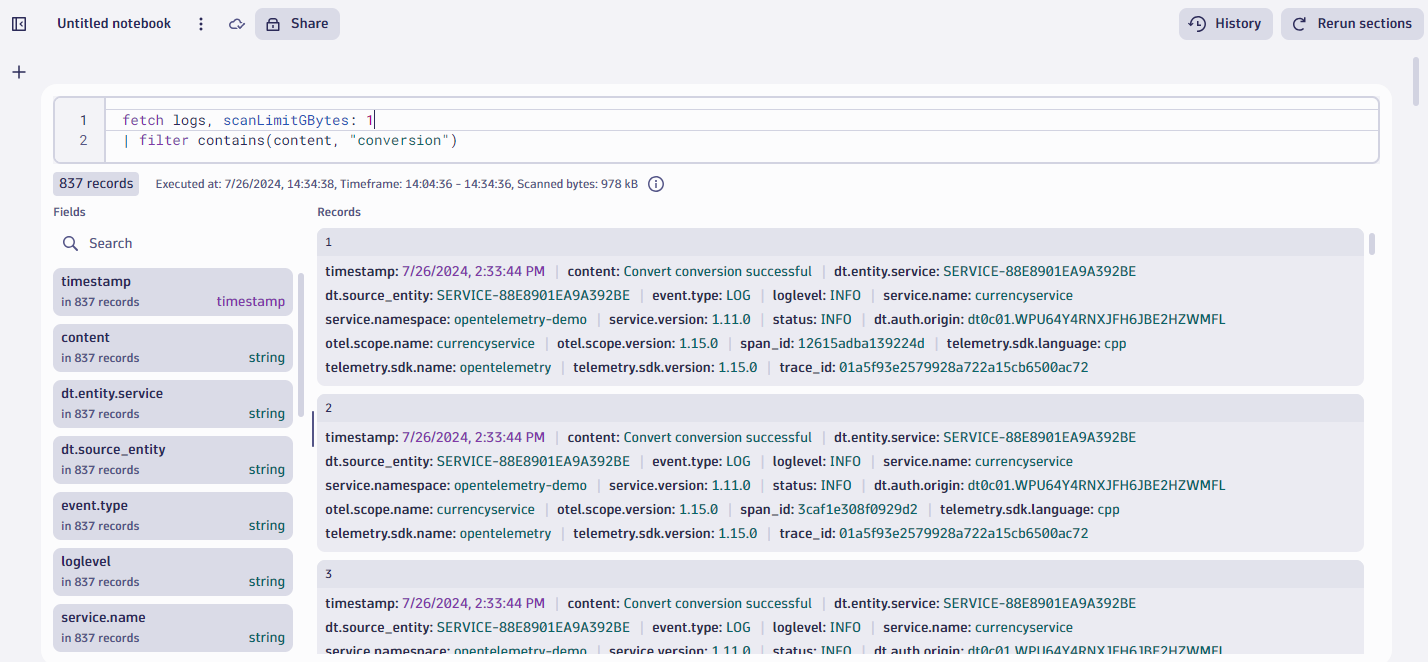 Untitled notebook
Share
History
Rerun sections
1 fetch logs, scanLimitGBytes: 1
2 | filter contains(content, "conversion")
837 records Executed at: 7/26/2024, 14:34:38, Timeframe: 14:04:36 - 14:34:36, Scanned bytes: 978 kB
Fields
Search
timestamp
in 837 records timestamp
content
in 837 records string
dt.entity.service
in 837 records string
dt.source_entity
in 837 records string
event.type
in 837 records string
loglevel
in 837 records string
service.name
in 837 records string
Records
1
timestamp: 7/26/2024, 2:33:44 PM | content: Convert conversion successful | dt.entity.service: SERVICE-88E8901EA9A392BE
dt.source_entity: SERVICE-88E8901EA9A392BE | event.type: LOG | loglevel: INFO | service.name: currencyservice
service.namespace: opentelemetry-demo | service.version: 1.11.0 | status: INFO | dt.auth.origin: dt0c01.WPU64Y4RNXJFH6JBE2HZWMFL
otel.scope.name: currencyservice | otel.scope.version: 1.15.0 | span_id: 12615adba139224d | telemetry.sdk.language: cpp
telemetry.sdk.name: opentelemetry | telemetry.sdk.version: 1.15.0 | trace_id: 01a5f93e2579928a722a15cb6500ac72
2
timestamp: 7/26/2024, 2:33:44 PM | content: Convert conversion successful | dt.entity.service: SERVICE-88E8901EA9A392BE
dt.source_entity: SERVICE-88E8901EA9A392BE | event.type: LOG | loglevel: INFO | service.name: currencyservice
service.namespace: opentelemetry-demo | service.version: 1.11.0 | status: INFO | dt.auth.origin: dt0c01.WPU64Y4RNXJFH6JBE2HZWMFL
otel.scope.name: currencyservice | otel.scope.version: 1.15.0 | span_id: 3caf1e308f0929d2 | telemetry.sdk.language: cpp
telemetry.sdk.name: opentelemetry | telemetry.sdk.version: 1.15.0 | trace_id: 01a5f93e2579928a722a15cb6500ac72
3
timestamp: 7/26/2024, 2:33:44 PM | content: Convert conversion successful | dt.entity.service: SERVICE-88E8901EA9A392BE
dt.source_entity: SERVICE-88E8901EA9A392BE | event.type: LOG | loglevel: INFO | service.name: currencyservice
service.namespace: opentelemetry-demo | service.version: 1.11.0 | status: INFO | dt.auth.origin: dt0c01.WPU64Y4RNXJFH6JBE2HZWMFL